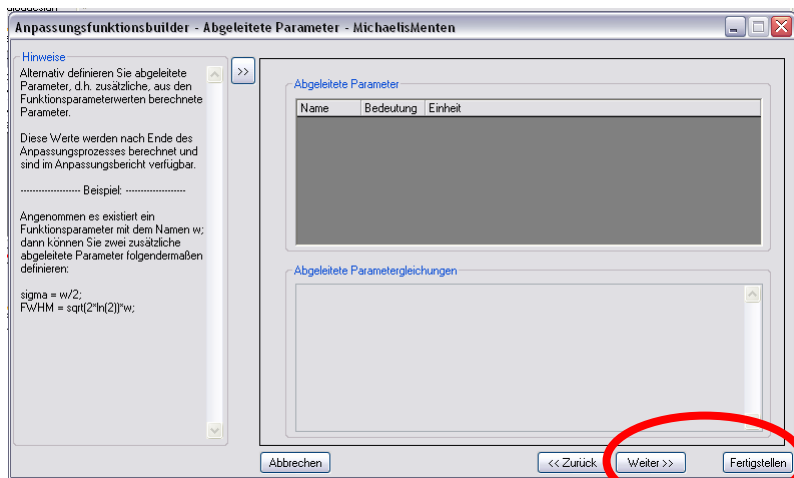 Anpassungsfunktionsbuilder - Abgeleitete Parameter - MichaelisMenten
Hinweise
Alternativ definieren Sie abgeleitete
Parameter, d.h. zusätzliche, aus den
Funktionsparameterwerten berechnete
Parameter.
Diese Werte werden nach Ende des
Anpassungsprozesses berechnet und
sind im Anpassungsbericht verfügbar.
------------------- Beispiel: -------------------
Angenommen es existiert ein
Funktionsparameter mit dem Namen w;
dann können Sie zwei zusätzliche
abgeleitete Parameter folgendermaßen
definieren:
sigma = w/2;
FWHM = sqrt(2*ln(2))*w;
>>
Abgeleitete Parameter
Name Bedeutung Einheit
Abgeleitete Parametergleichungen
Abbrechen << Zurück Weiter >> Fertigstellen